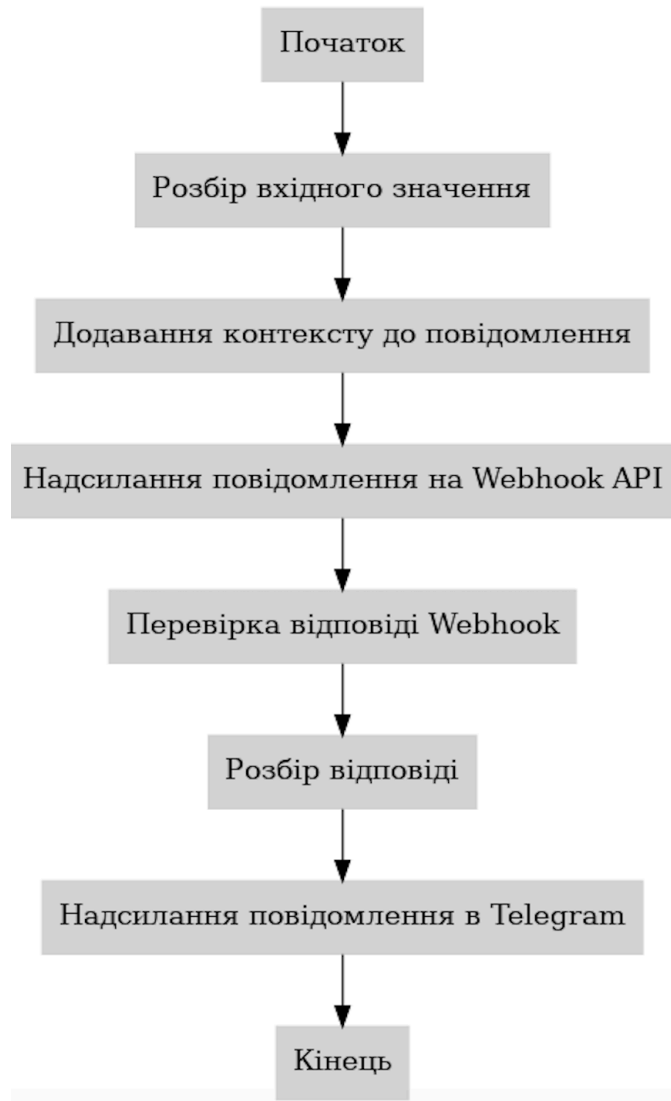 Початок
Розбір вхідного значення
Додавання контексту до повідомлення
Надсилання повідомлення на Webhook API
Перевірка відповіді Webhook
Розбір відповіді
Надсилання повідомлення в Telegram
Кінець